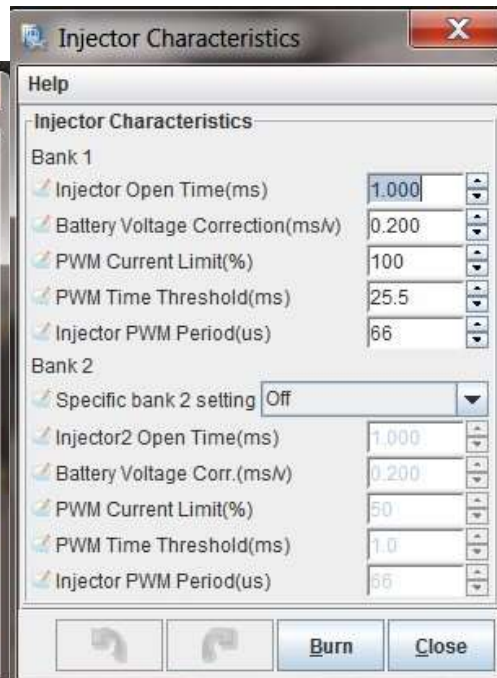 Injector Characteristics
Help
Injector Characteristics
Bank 1
Injector Open Time(ms) 1.000
Battery Voltage Correction(ms/v) 0.200
PWM Current Limit(%) 100
PWM Time Threshold(ms) 25.5
Injector PWM Period(us) 66
Bank 2
Specific bank 2 setting Off
Injector2 Open Time(ms) 1.000
Battery Voltage Corr.(ms/v) 0.200
PWM Current Limit(%) 50
PWM Time Threshold(ms) 1.0
Injector PWM Period(us) 66
Burn Close